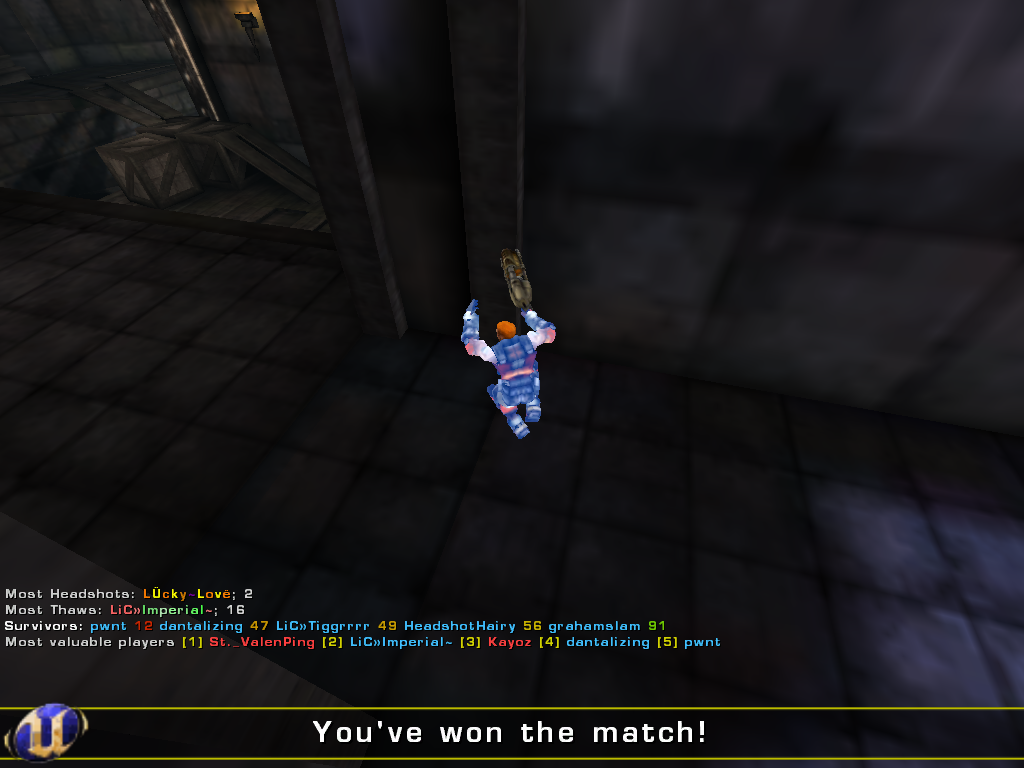 Most Headshots: LÜcky~Lovë; 2
Most Thaws: LiC»Imperial~; 16
Survivors: pwnt 12 dantalizing 47 LiC»Tiggrrrr 49 HeadshotHairy 56 grahamslam 91
Most valuable players [1] St._ValenPing [2] LiC»Imperial~ [3] Kayoz [4] dantalizing [5] pwnt
You've won the match!